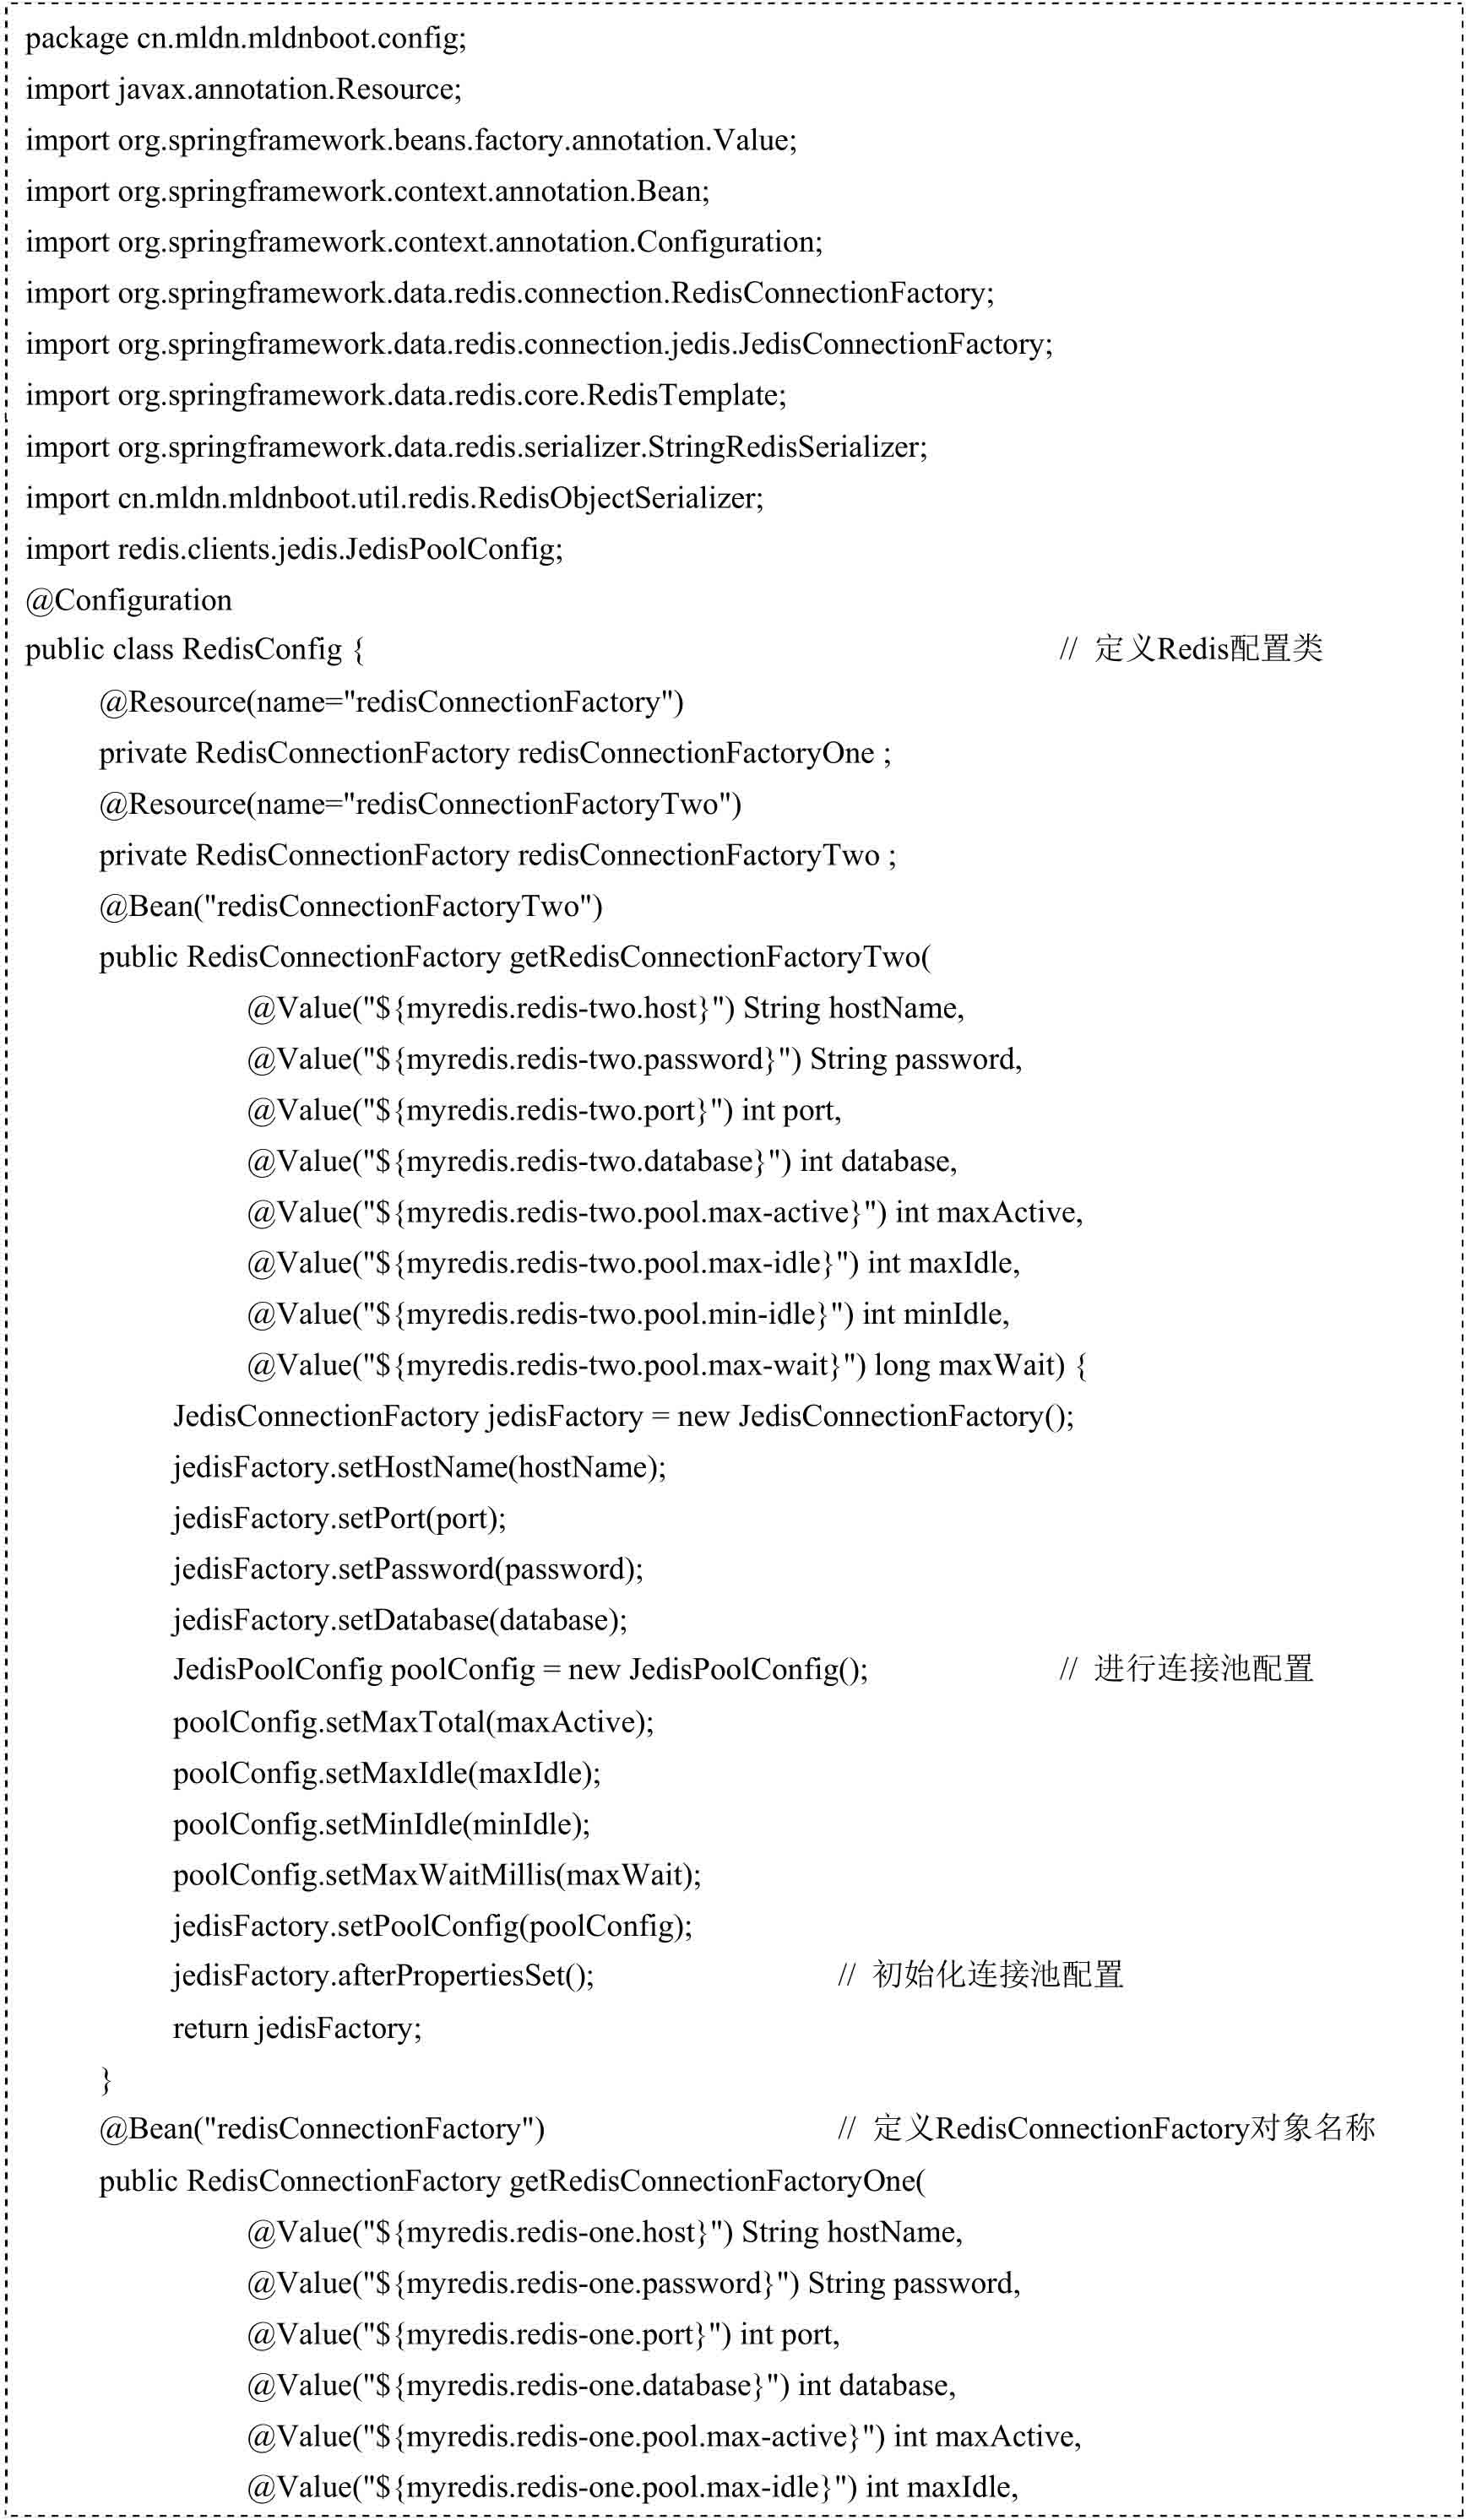 package cn.mldn.mldnboot.config;
import javax.annotation.Resource;
import org.springframework.beans.factory.annotation.Value;
import org.springframework.context.annotation.Bean;
import org.springframework.context.annotation.Configuration;
import org.springframework.data.redis.connection.RedisConnectionFactory;
import org.springframework.data.redis.connection.jedis.JedisConnectionFactory;
import org.springframework.data.redis.core.RedisTemplate;
import org.springframework.data.redis.serializer.StringRedisSerializer;
import cn.mldn.mldnboot.util.redis.RedisObjectSerializer;
import redis.clients.jedis.JedisPoolConfig;
@Configuration
public class RedisConfig { // 定义Redis配置类
@Resource(name="redisConnectionFactory")
private RedisConnectionFactory redisConnectionFactoryOne ;
@Resource(name="redisConnectionFactoryTwo")
private RedisConnectionFactory redisConnectionFactoryTwo ;
@Bean("redisConnectionFactoryTwo")
public RedisConnectionFactory getRedisConnectionFactoryTwo(
@Value("${myredis.redis-two.host}") String hostName,
@Value("${myredis.redis-two.password}") String password,
@Value("${myredis.redis-two.port}") int port,
@Value("${myredis.redis-two.database}") int database,
@Value("${myredis.redis-two.pool.max-active}") int maxActive,
@Value("${myredis.redis-two.pool.max-idle}") int maxIdle,
@Value("${myredis.redis-two.pool.min-idle}") int minIdle,
@Value("${myredis.redis-two.pool.max-wait}") long maxWait) {
JedisConnectionFactory jedisFactory = new JedisConnectionFactory();
jedisFactory.setHostName(hostName);
jedisFactory.setPort(port);
jedisFactory.setPassword(password);
jedisFactory.setDatabase(database);
JedisPoolConfig poolConfig = new JedisPoolConfig(); // 进行连接池配置
poolConfig.setMaxTotal(maxActive);
poolConfig.setMaxIdle(maxIdle);
poolConfig.setMinIdle(minIdle);
poolConfig.setMaxWaitMillis(maxWait);
jedisFactory.setPoolConfig(poolConfig);
jedisFactory.afterPropertiesSet(); // 初始化连接池配置
return jedisFactory;
}
@Bean("redisConnectionFactory") // 定义RedisConnectionFactory对象名称
public RedisConnectionFactory getRedisConnectionFactoryOne(
@Value("${myredis.redis-one.host}") String hostName,
@Value("${myredis.redis-one.password}") String password,
@Value("${myredis.redis-one.port}") int port,
@Value("${myredis.redis-one.database}") int database,
@Value("${myredis.redis-one.pool.max-active}") int maxActive,
@Value("${myredis.redis-one.pool.max-idle}") int maxIdle,